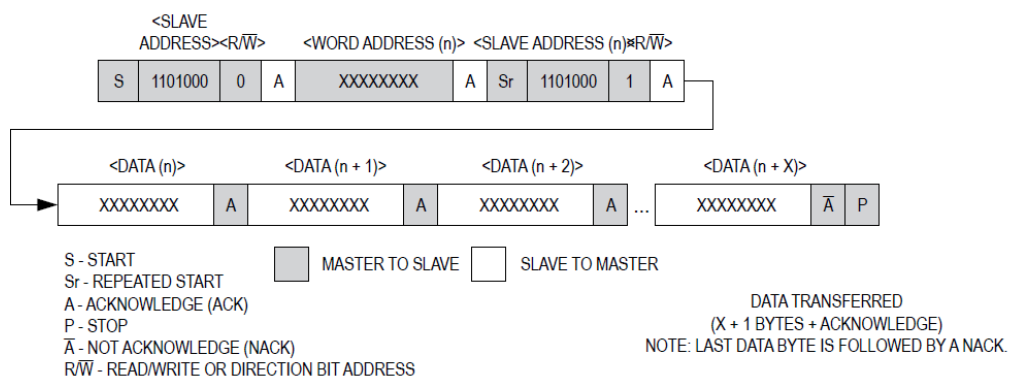 <SLAVE
ADDRESS><R/W̅> <WORD ADDRESS (n)> <SLAVE ADDRESS (n)><R/W̅>
S 1101000 0 A XXXXXXXX A Sr 1101000 1 A
<DATA (n)> <DATA (n + 1)> <DATA (n + 2)> <DATA (n + X)>
XXXXXXXX A XXXXXXXX A XXXXXXXX A ... XXXXXXXX A̅ P
S - START
Sr - REPEATED START
A - ACKNOWLEDGE (ACK)
P - STOP
A̅ - NOT ACKNOWLEDGE (NACK)
R/W̅ - READ/WRITE OR DIRECTION BIT ADDRESS
MASTER TO SLAVE SLAVE TO MASTER
DATA TRANSFERRED
(X + 1 BYTES + ACKNOWLEDGE)
NOTE: LAST DATA BYTE IS FOLLOWED BY A NACK.